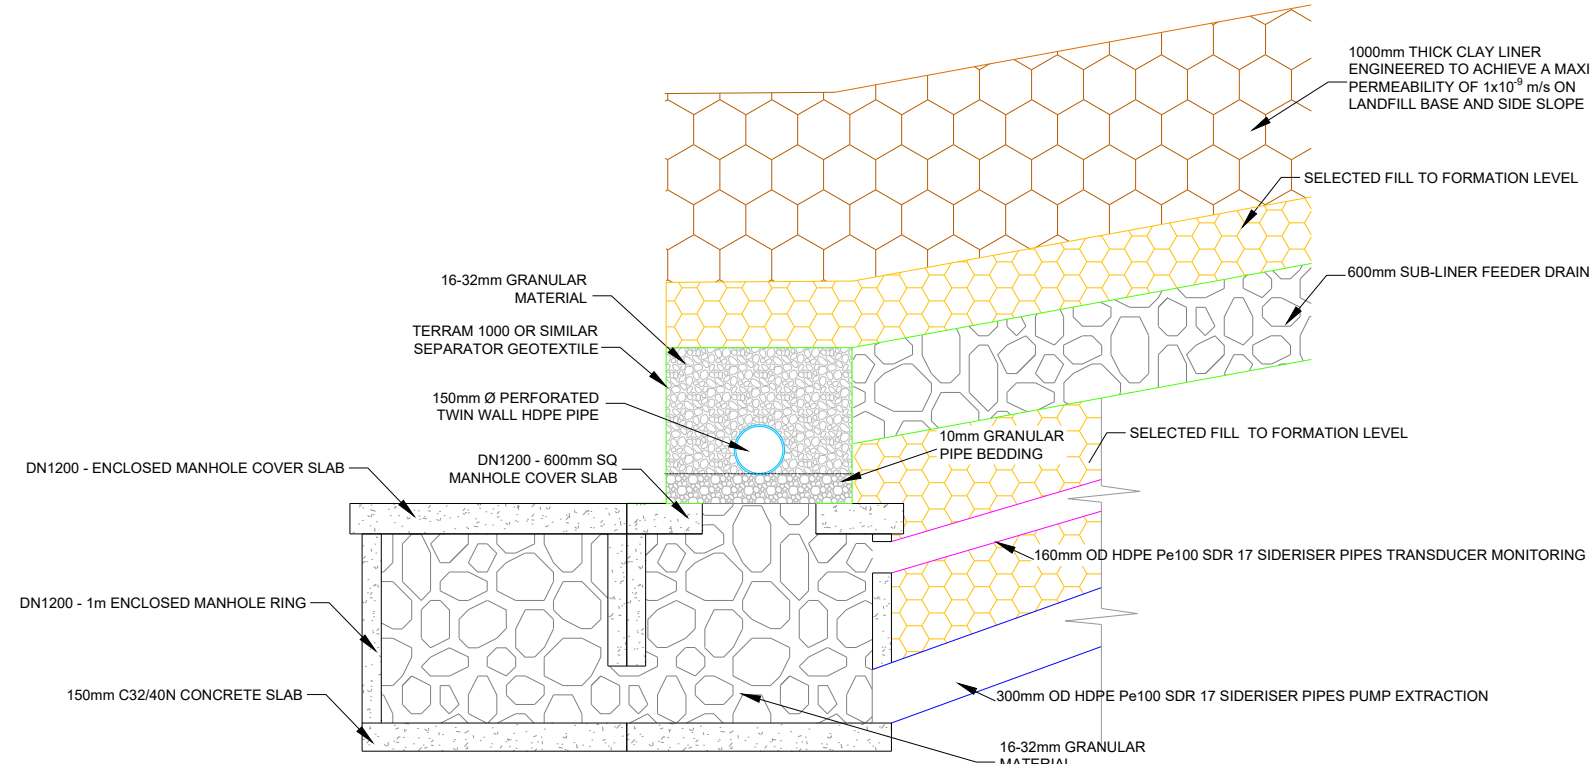 1000mm THICK CLAY LINER
ENGINEERED TO ACHIEVE A MAXI
PERMEABILITY OF 1x10⁻⁹ m/s ON
LANDFILL BASE AND SIDE SLOPE
SELECTED FILL TO FORMATION LEVEL
600mm SUB-LINER FEEDER DRAIN
16-32mm GRANULAR
MATERIAL
TERRAM 1000 OR SIMILAR
SEPARATOR GEOTEXTILE
150mm Ø PERFORATED
TWIN WALL HDPE PIPE
10mm GRANULAR
PIPE BEDDING
SELECTED FILL TO FORMATION LEVEL
DN1200 - 600mm SQ
MANHOLE COVER SLAB
DN1200 - ENCLOSED MANHOLE COVER SLAB
160mm OD HDPE Pe100 SDR 17 SIDERISER PIPES TRANSDUCER MONITORING
DN1200 - 1m ENCLOSED MANHOLE RING
150mm C32/40N CONCRETE SLAB
300mm OD HDPE Pe100 SDR 17 SIDERISER PIPES PUMP EXTRACTION
16-32mm GRANULAR
MATERIAL